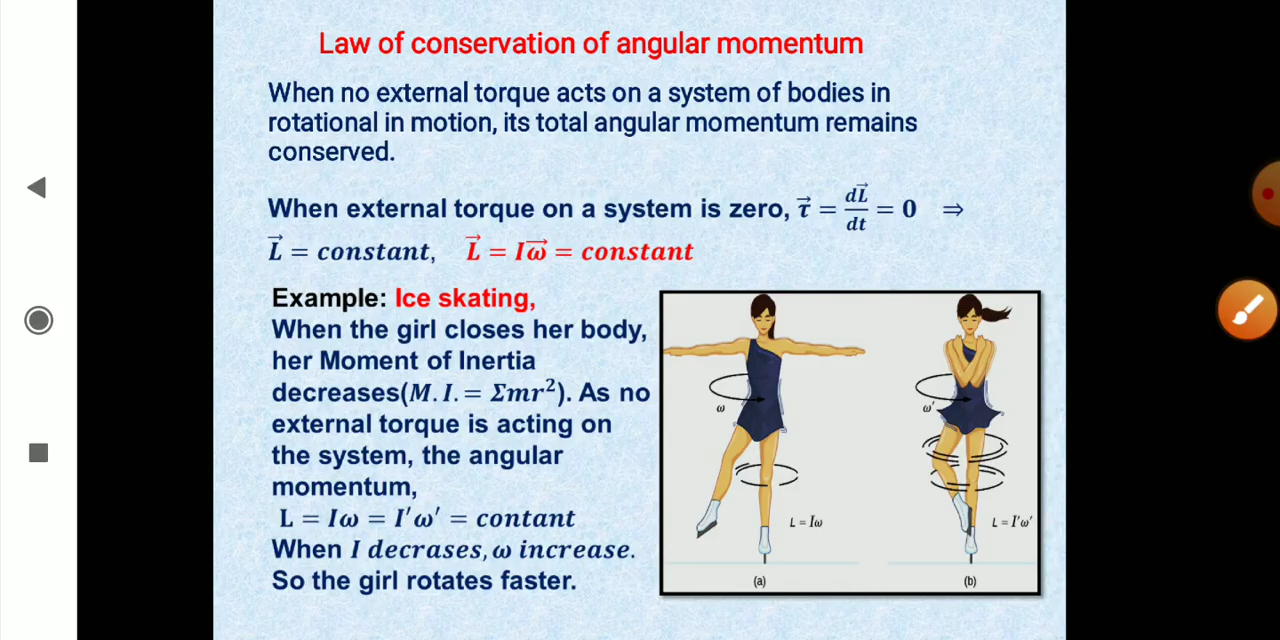 Law of conservation of angular momentum
When no external torque acts on a system of bodies in
rotational in motion, its total angular momentum remains
conserved.
When external torque on a system is zero, τ⃗ = dL⃗/dt = 0 ⇒
L⃗ = constant, L⃗ = Iω⃗ = constant
Example: Ice skating,
When the girl closes her body,
her Moment of Inertia
decreases(M. I. = Σmr²). As no
external torque is acting on
the system, the angular
momentum,
L = Iω = I′ω′ = contant
When I decrases, ω increase.
So the girl rotates faster.
ω
L = Iω
(a)
ω′
L = I′ω′
(b)